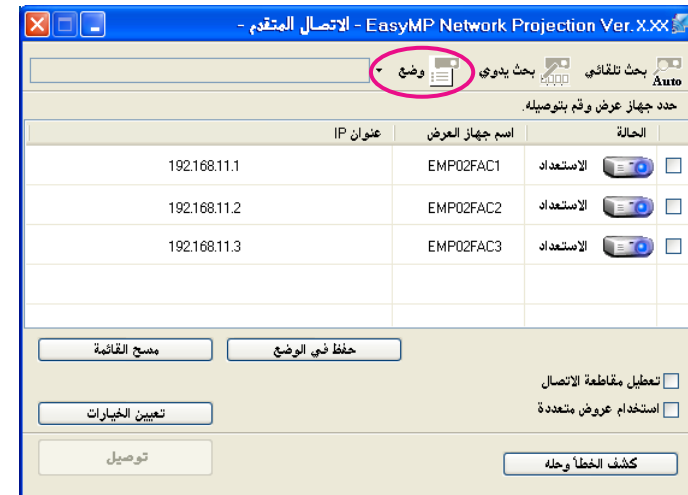 EasyMP Network Projection Ver.X.XX - الاتصال المتقدم -
Auto بحث تلقائي بحث يدوي وضع
حدد جهاز عرض وقم بتوصيله.
الحالة اسم جهاز العرض عنوان IP
الاستعداد EMP02FAC1 192.168.11.1
الاستعداد EMP02FAC2 192.168.11.2
الاستعداد EMP02FAC3 192.168.11.3
حفظ في الوضع مسح القائمة
تعطيل مقاطعة الاتصال
استخدام عروض متعددة تعيين الخيارات
كشف الخطأ وحله توصيل